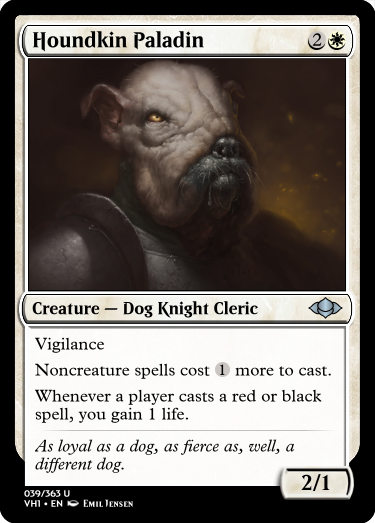 Houndkin Paladin 2
Creature — Dog Knight Cleric
Vigilance
Noncreature spells cost 1 more to cast.
Whenever a player casts a red or black
spell, you gain 1 life.
As loyal as a dog, as fierce as, well, a
different dog.
2/1
039/363 U
VH1 • EN Emil Jensen